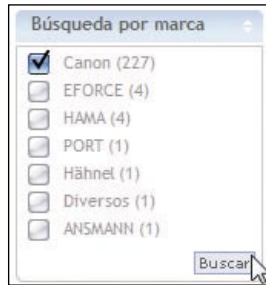 Búsqueda por marca
Canon (227)
EFORCE (4)
HAMA (4)
PORT (1)
Hähnel (1)
Diversos (1)
ANSMANN (1)
Buscar